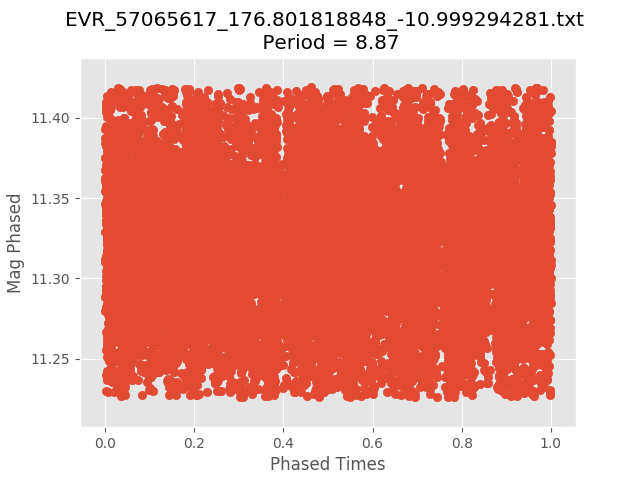 EVR_57065617_176.801818848_-10.999294281.txt
Period = 8.87
Mag Phased
11.40
11.35
11.30
11.25
0.0 0.2 0.4 0.6 0.8 1.0
Phased Times